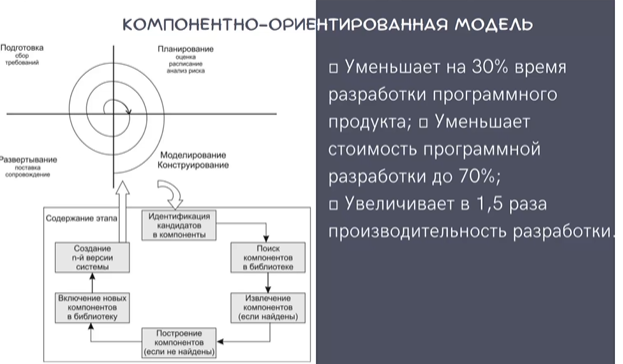 КОМПОНЕНТНО-ОРИЕНТИРОВАННАЯ МОДЕЛЬ
Подготовка
сбор
требований
Планирование
оценка
расписание
анализ риска
Развертывание
поставка
сопровождение
Моделирование
Конструирование
Содержание этапа
Идентификация
кандидатов
в компоненты
Поиск
компонентов
в библиотеке
Извлечение
компонентов
(если найдены)
Построение
компонентов
(если не найдены)
Включение новых
компонентов
в библиотеку
Создание
n-й версии
системы
▯ Уменьшает на 30% время
разработки программного
продукта; ▯ Уменьшает
стоимость программной
разработки до 70%;
▯ Увеличивает в 1,5 раза
производительность разработки.